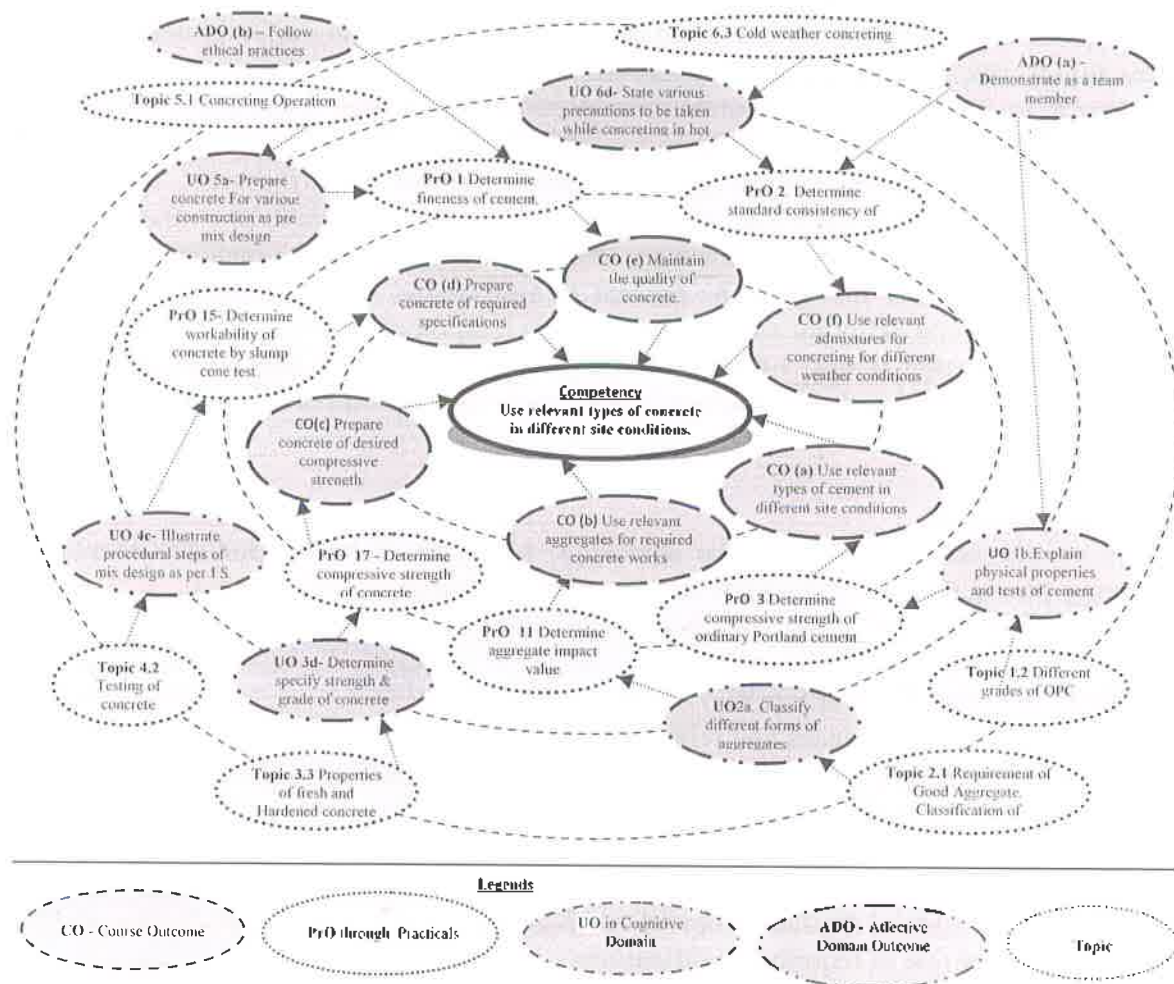 ADO (b) – Follow
ethical practices
Topic 6.3 Cold weather concreting
ADO (a) -
Demonstrate as a team
member
Topic 5.1 Concreting Operation
UO 6d- State various
precautions to be taken
while concreting in hot
UO 5a- Prepare
concrete For various
construction as pre
mix design
PrO 1 Determine
fineness of cement.
PrO 2 Determine
standard consistency of
CO (e) Maintain
the quality of
concrete.
CO (d) Prepare
concrete of required
specifications
PrO 15- Determine
workability of
concrete by slump
cone test.
CO (f) Use relevant
admixtures for
concreting for different
weather conditions
Competency
Use relevant types of concrete
in different site conditions.
CO(c) Prepare
concrete of desired
compressive
strength.
CO (a) Use relevant
types of cement in
different site conditions
CO (b) Use relevant
aggregates for required
concrete works
UO 4c- Illustrate
procedural steps of
mix design as per I.S.
PrO 17 - Determine
compressive strength
of concrete
UO 1b.Explain
physical properties
and tests of cement
PrO 3 Determine
compressive strength of
ordinary Portland cement
PrO 11 Determine
aggregate impact
value
Topic 4.2
Testing of
concrete
UO 3d- Determine
specify strength &
grade of concrete
Topic 1.2 Different
grades of OPC
UO2a. Classify
different forms of
aggregates
Topic 3.3 Properties
of fresh and
Hardened concrete
Topic 2.1 Requirement of
Good Aggregate,
Classification of
Legends
CO - Course Outcome
PrO through Practicals
UO in Cognitive
Domain
ADO - Affective
Domain Outcome
Topic